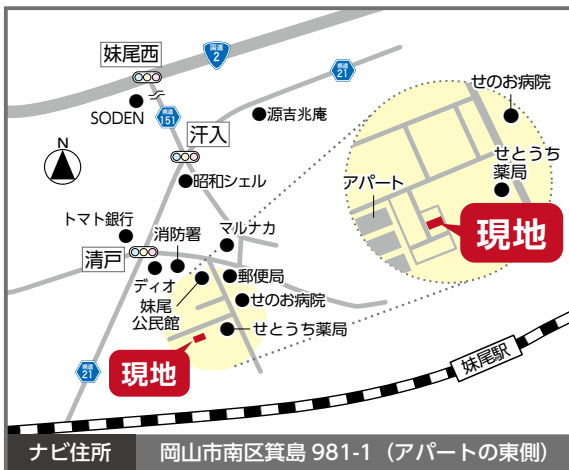 国道
2
妹尾西
県道
21
SODEN
県道
151
源吉兆庵
せのお病院
汗入
N
せとうち
薬局
昭和シェル
アパート
トマト銀行
消防署
マルナカ
現地
清戸
郵便局
ディオ
妹尾
公民館
せのお病院
せとうち薬局
現地
県道
21
妹尾駅
ナビ住所
岡山市南区箕島 981-1（アパートの東側）